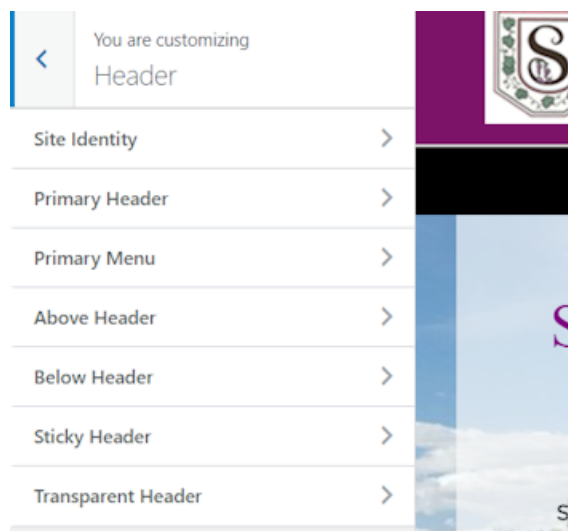 You are customizing
Header
Site Identity
Primary Header
Primary Menu
Above Header
Below Header
Sticky Header
Transparent Header
S
S
S